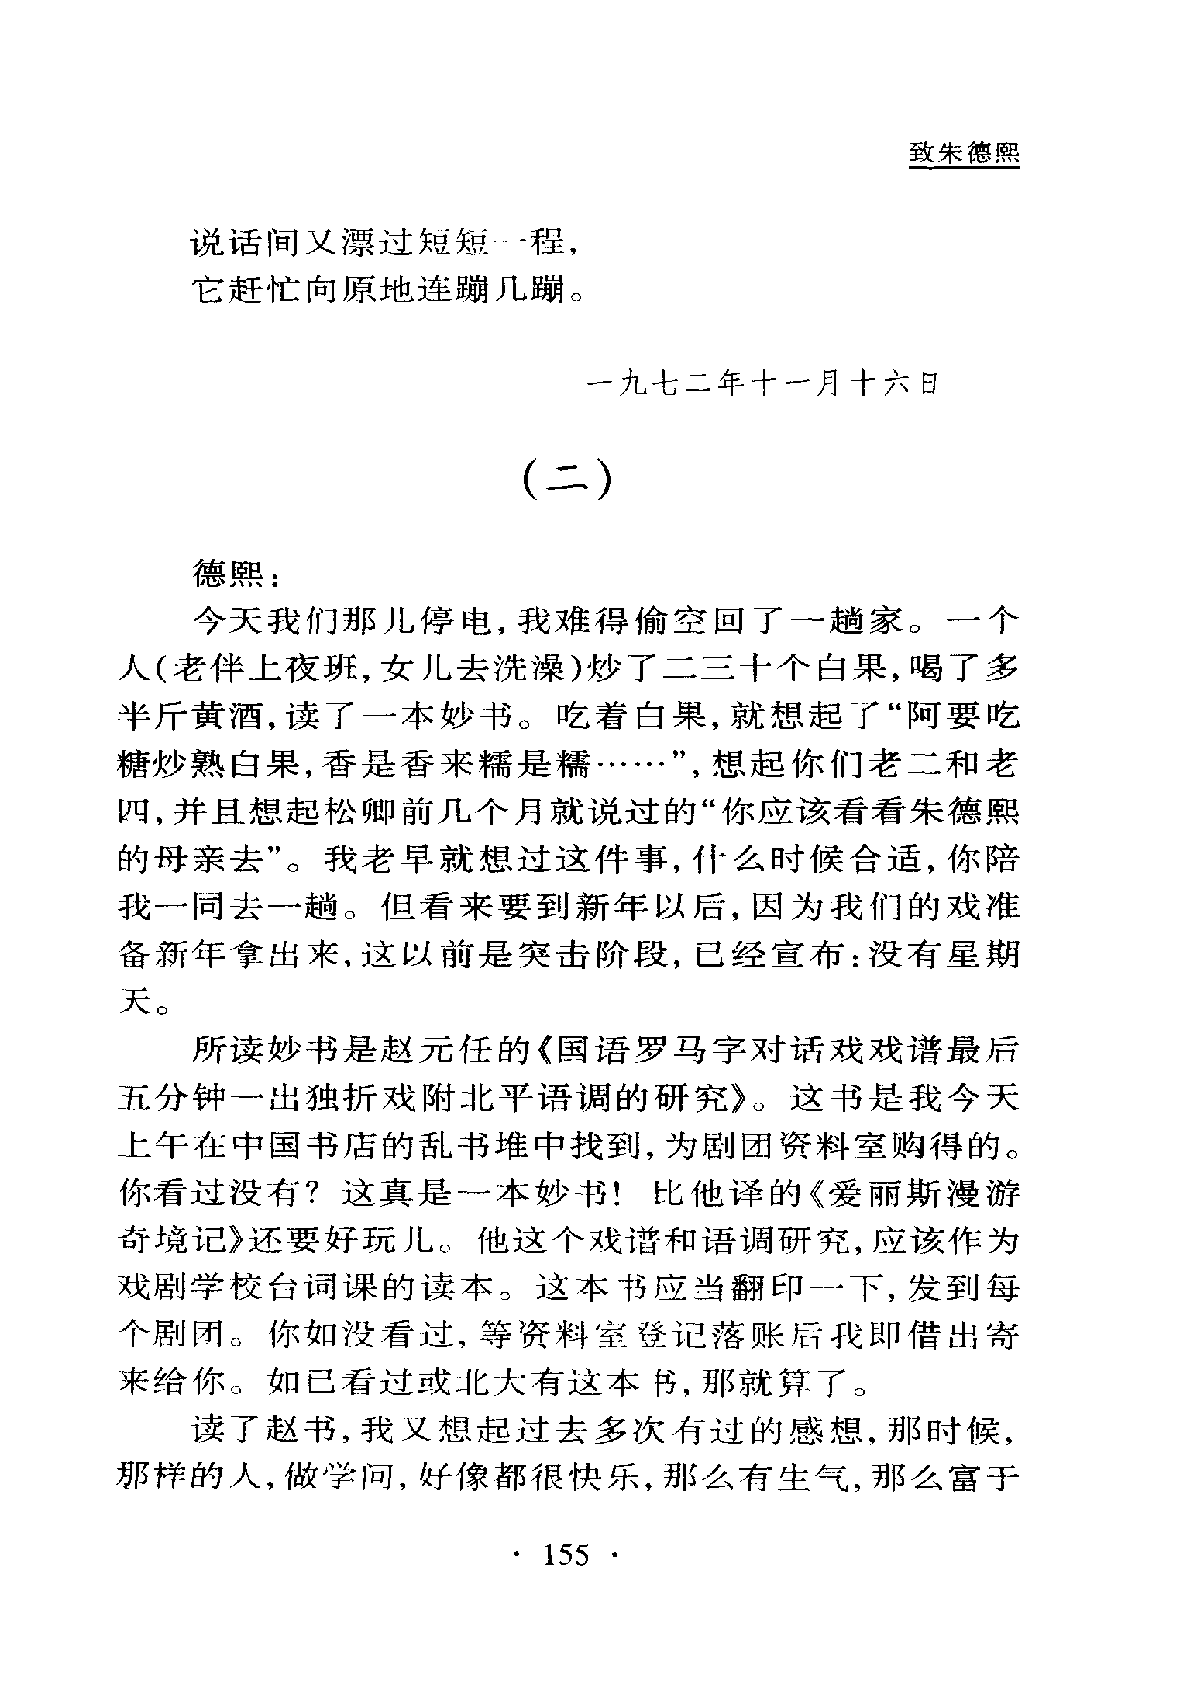 致朱德熙
说话间又漂过短短一程，
它赶忙向原地连蹦几蹦。
一九七二年十一月十六日
(二)
德熙：
今天我们那儿停电，我难得偷空回了一趟家。一个
人(老伴上夜班，女儿去洗澡)炒了二三十个白果，喝了多
半斤黄酒，读了一本妙书。吃着白果，就想起了“阿要吃
糖炒熟白果，香是香来糯是糯……”，想起你们老二和老
四，并且想起松卿前几个月就说过的“你应该看看朱德熙
的母亲去”。我老早就想过这件事，什么时候合适，你陪
我一同去一趟。但看来要到新年以后，因为我们的戏准
备新年拿出来，这以前是突击阶段，已经宣布：没有星期
天。
所读妙书是赵元任的《国语罗马字对话戏戏谱最后
五分钟一出独折戏附北平语调的研究》。这书是我今天
上午在中国书店的乱书堆中找到，为剧团资料室购得的。
你看过没有？这真是一本妙书！比他译的《爱丽斯漫游
奇境记》还要好玩儿。他这个戏谱和语调研究，应该作为
戏剧学校台词课的读本。这本书应当翻印一下，发到每
个剧团。你如没看过，等资料室登记落账后我即借出寄
来给你。如已看过或北大有这本书，那就算了。
读了赵书，我又想起过去多次有过的感想，那时候，
那样的人，做学问，好像都很快乐，那么有生气，那么富于
· 155 ·